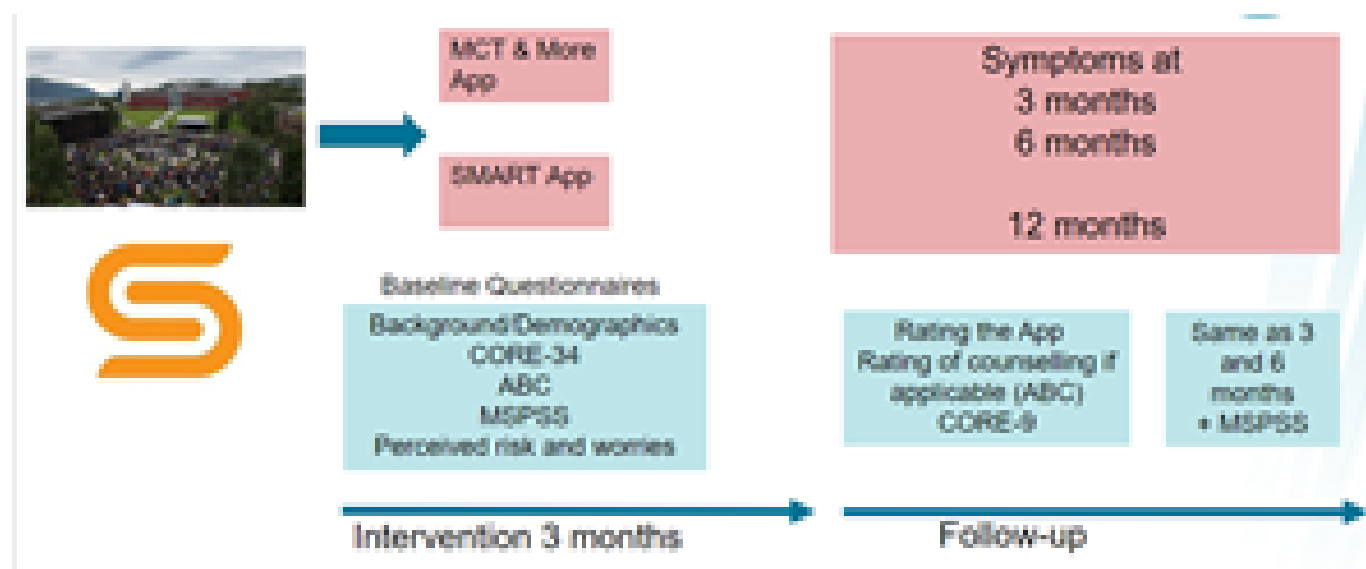 MCT & More
App
SMART App
Symptoms at
3 months
6 months
12 months
Baseline Questionnaires
Background/Demographics
CORE-34
ABC
MSPSS
Perceived risk and worries
Rating the App
Rating of counselling if
applicable (ABC)
CORE-9
Same as 3
and 6
months
+ MSPSS
Intervention 3 months
Follow-up